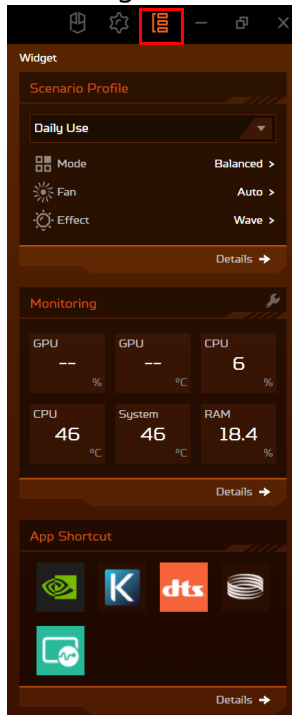 Widget
Scenario Profile
Daily Use
Mode Balanced >
Fan Auto >
Effect Wave >
Details →
Monitoring
GPU GPU CPU
-- -- 6
% °C %
CPU System RAM
46 46 18.4
°C °C %
Details →
App Shortcut
K dts
Details →